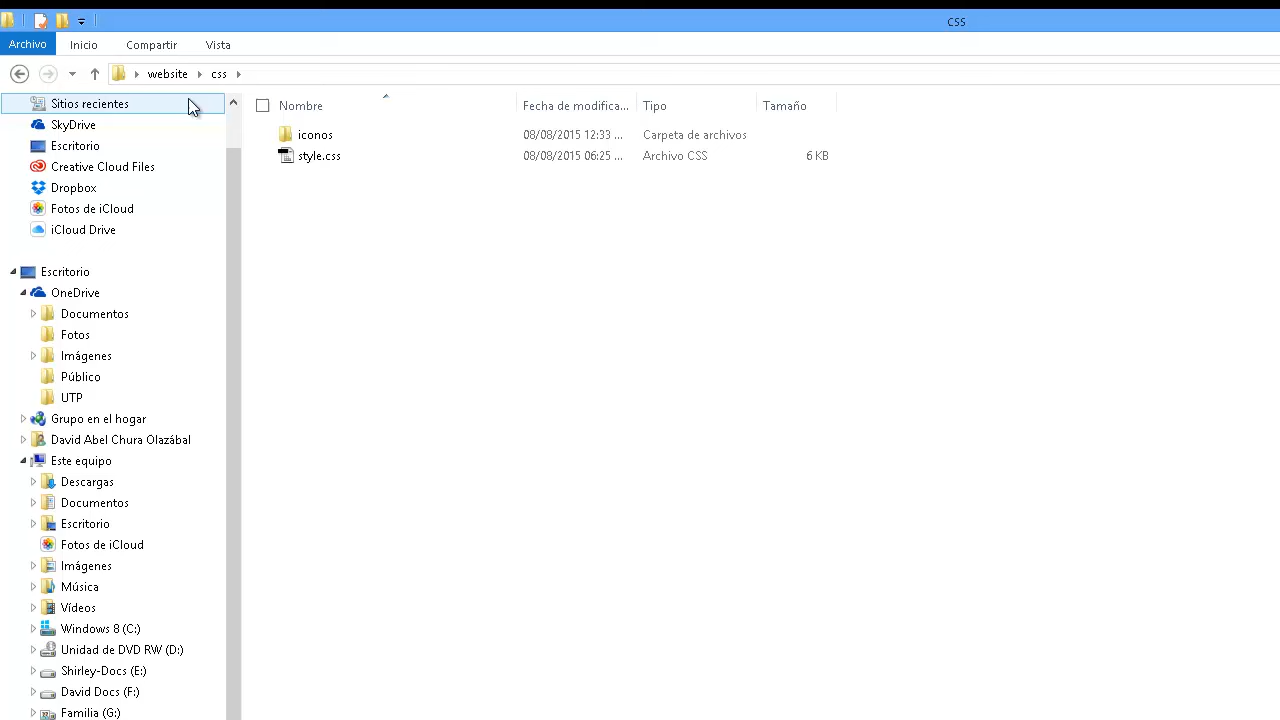 css
Archivo Inicio Compartir Vista
website css
Nombre Fecha de modifica... Tipo Tamaño
iconos 08/08/2015 12:33 ... Carpeta de archivos
style.css 08/08/2015 06:25 ... Archivo CSS 6 KB
Sitios recientes
SkyDrive
Escritorio
Creative Cloud Files
Dropbox
Fotos de iCloud
iCloud Drive
Escritorio
OneDrive
Documentos
Fotos
Imágenes
Público
UTP
Grupo en el hogar
David Abel Chura Olazábal
Este equipo
Descargas
Documentos
Escritorio
Fotos de iCloud
Imágenes
Música
Vídeos
Windows 8 (C:)
Unidad de DVD RW (D:)
Shirley-Docs (E:)
David Docs (F:)
Familia (G:)